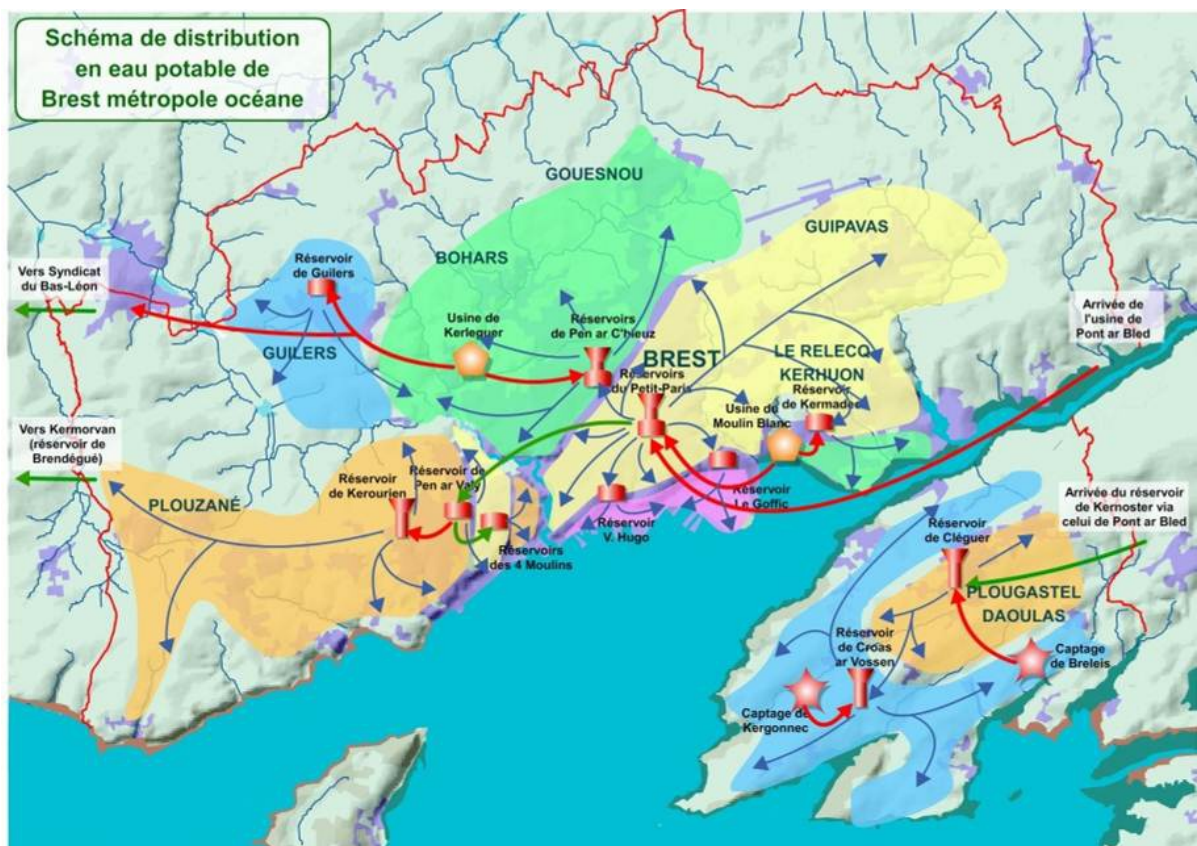 Schéma de distribution
en eau potable de
Brest métropole océane
GOUESNOU
GUIPAVAS
BOHARS
Réservoir
de Guilers
Vers Syndicat
du Bas-Léon
Usine de
Kerleguer
Réservoirs
de Pen ar C'hleuz
Arrivée de
l'usine de
Pont ar Bled
GUILERS
BREST
LE RELECQ
KERHUON
Réservoirs
du Petit-Paris
Réservoir
de Kermadec
Usine du
Moulin Blanc
Vers Kermorvan
(réservoir de
Brendégué)
PLOUZANÉ
Réservoir
de Kerourien
Réservoir de
Pen ar Valy
Réservoir
Le Goffic
Réservoir
V. Hugo
Réservoirs
des 4 Moulins
Arrivée du réservoir
de Kernoster via
celui de Pont ar Bled
Réservoir
de Cléguer
PLOUGASTEL
DAOULAS
Réservoir
de Croas
ar Vossen
Captage
de Breleis
Captage de
Kergonnec